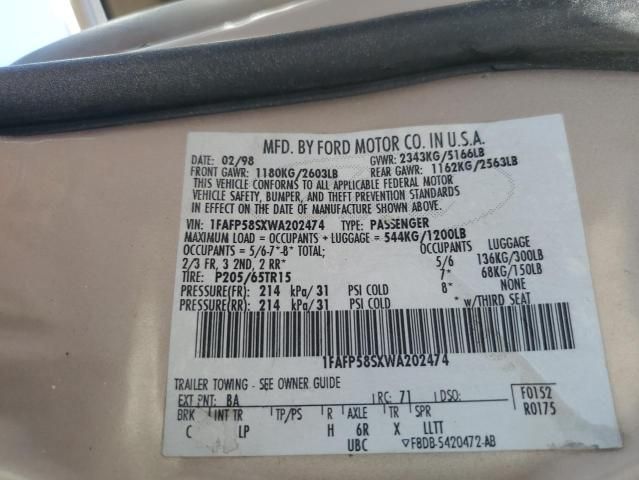 MFD. BY FORD MOTOR CO. IN U.S.A.
DATE: 02/98 GVWR: 2343KG/5166LB
FRONT GAWR: 1180KG/2603LB REAR GAWR: 1162KG/2563LB
THIS VEHICLE CONFORMS TO ALL APPLICABLE FEDERAL MOTOR
VEHICLE SAFETY, BUMPER, AND THEFT PREVENTION STANDARDS
IN EFFECT ON THE DATE OF MANUFACTURE SHOWN ABOVE.
VIN: 1FAFP58SXWA202474 TYPE: PASSENGER
MAXIMUM LOAD = OCCUPANTS + LUGGAGE = 544KG/1200LB
OCCUPANTS = 5/6-7*-8* TOTAL; LUGGAGE
2/3 FR, 3 2ND, 2 RR* 5/6 136KG/300LB
TIRE: P205/65TR15 7* 68KG/150LB
PRESSURE(FR) 214 kPa/31 PSI COLD 8* NONE
PRESSURE(RR) 214 kPa/31 PSI COLD * w/THIRD SEAT
1FAFP58SXWA202474
TRAILER TOWING - SEE OWNER GUIDE
EXT PNT: BA RC: 71 DSO: F0152
BRK INT TR TP/PS R AXLE TR SPR R0175
C LP H 6R X LLTT
UBC ▽F8DB-5420472-AB